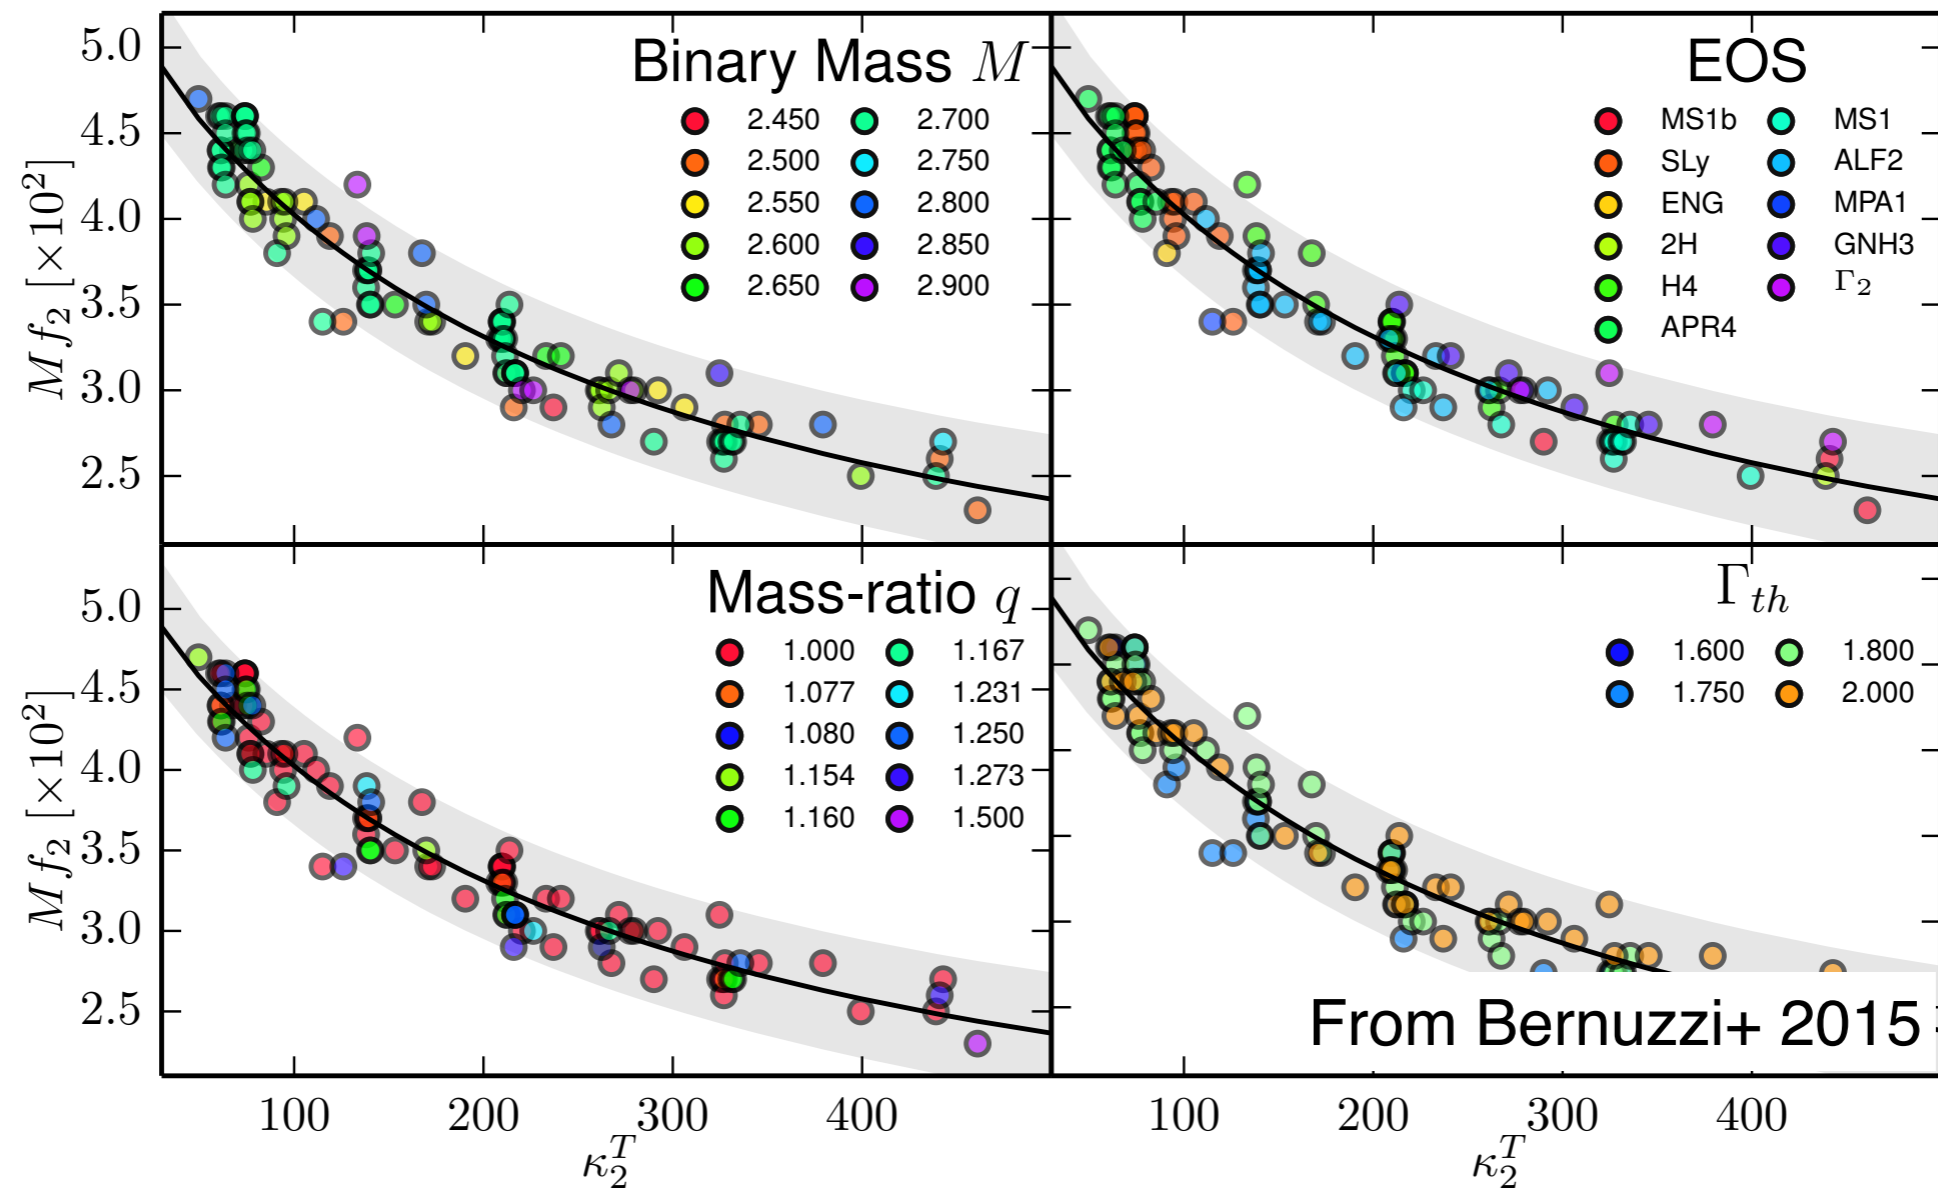 Binary Mass M
2.450 2.700
2.500 2.750
2.550 2.800
2.600 2.850
2.650 2.900
5.0
4.5
4.0
3.5
3.0
2.5
M f₂ [×10²]
EOS
MS1b MS1
SLy ALF2
ENG MPA1
2H GNH3
H4 Γ₂
APR4
Mass-ratio q
1.000 1.167
1.077 1.231
1.080 1.250
1.154 1.273
1.160 1.500
5.0
4.5
4.0
3.5
3.0
2.5
M f₂ [×10²]
100 200 300 400
κ₂ᵀ
Γₜₕ
1.600 1.800
1.750 2.000
From Bernuzzi+ 2015
100 200 300 400
κ₂ᵀ